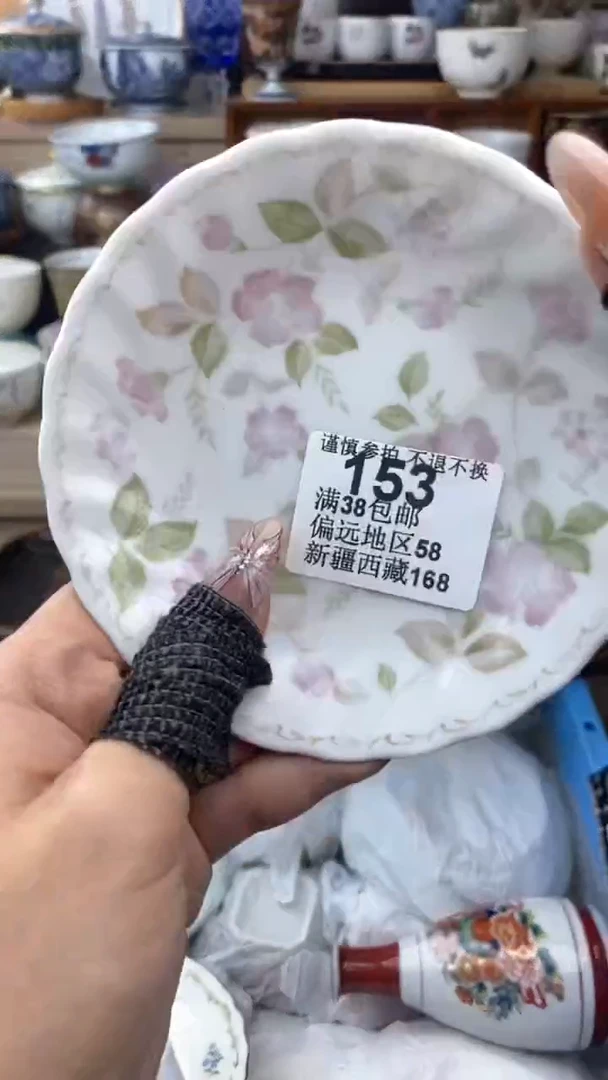 谨慎参拍 不退不换
153
满38包邮
偏远地区58
新疆西藏168